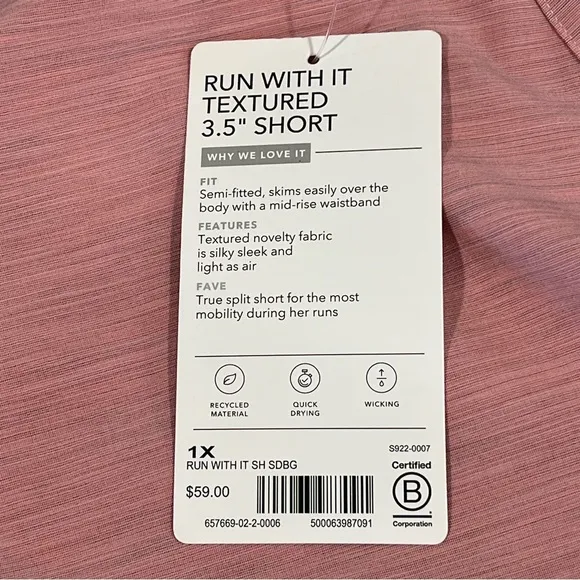 RUN WITH IT
TEXTURED
3.5" SHORT
WHY WE LOVE IT
FIT
Semi-fitted, skims easily over the
body with a mid-rise waistband
FEATURES
Textured novelty fabric
is silky sleek and
light as air
FAVE
True split short for the most
mobility during her runs
RECYCLED
MATERIAL
QUICK
DRYING
WICKING
1X
S922-0007
RUN WITH IT SH SDBG
$59.00
657669-02-2-0006
500063987091
Certified
B
Corporation